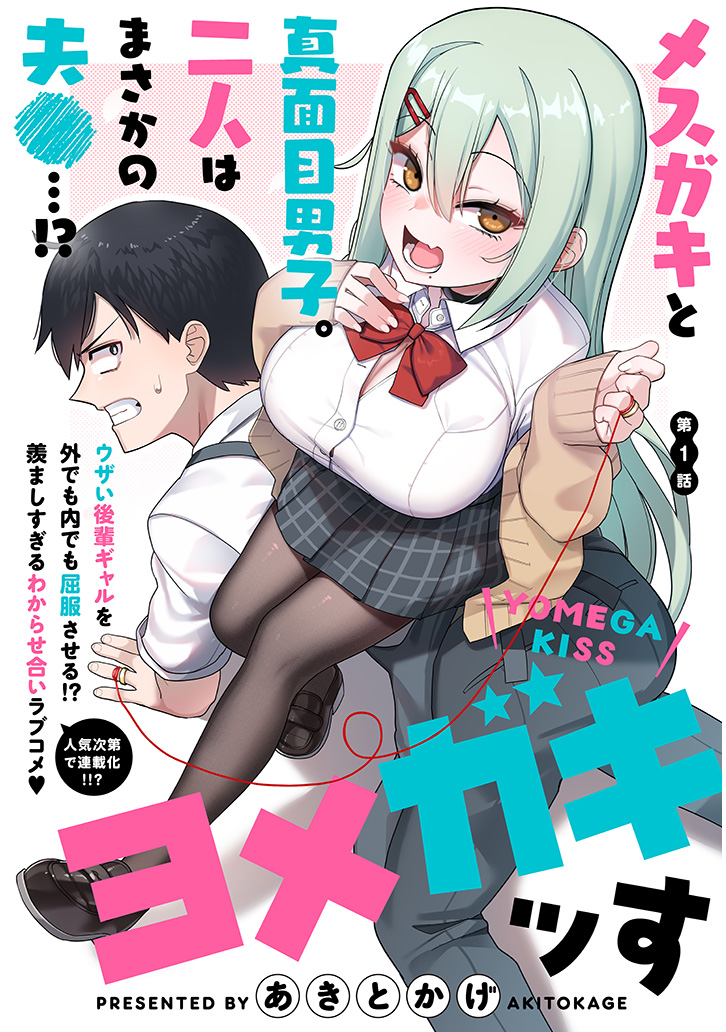 メスガキと
真面目男子。
二人は
まさかの
夫…!?
第1話
ウザい後輩ギャルを
外でも内でも屈服させる!?
羨ましすぎるわからせ合いラブコメ♥
人気次第
で連載化
!!?
YOMEGA
KISS
ヨメガキッす
PRESENTED BY あきとかげ AKITOKAGE